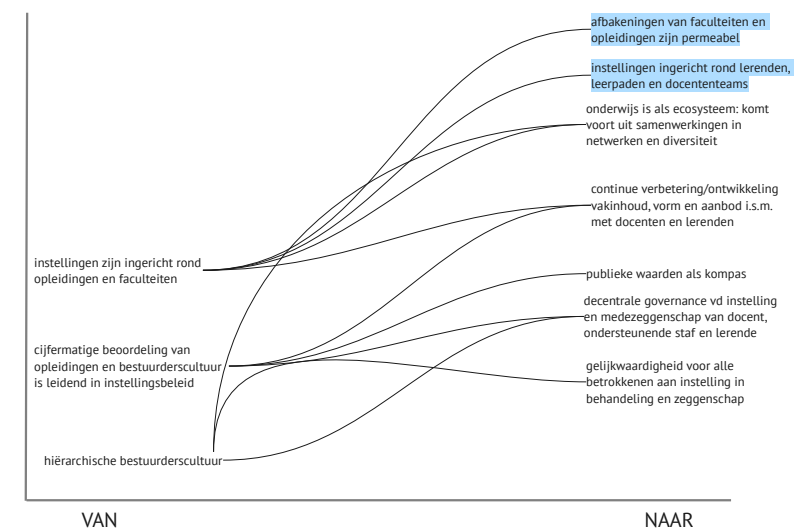 afbakeningen van faculteiten en
opleidingen zijn permeabel
instellingen ingericht rond lerenden,
leerpaden en docententeams
onderwijs is als ecosysteem: komt
voort uit samenwerkingen in
netwerken en diversiteit
continue verbetering/ontwikkeling
vakinhoud, vorm en aanbod i.s.m.
met docenten en lerenden
instellingen zijn ingericht rond
opleidingen en faculteiten
publieke waarden als kompas
decentrale governance vd instelling
en medezeggenschap van docent,
ondersteunende staf en lerende
cijfermatige beoordeling van
opleidingen en bestuurderscultuur
is leidend in instellingsbeleid
gelijkwaardigheid voor alle
betrokkenen aan instelling in
behandeling en zeggenschap
hiërarchische bestuurderscultuur
VAN
NAAR